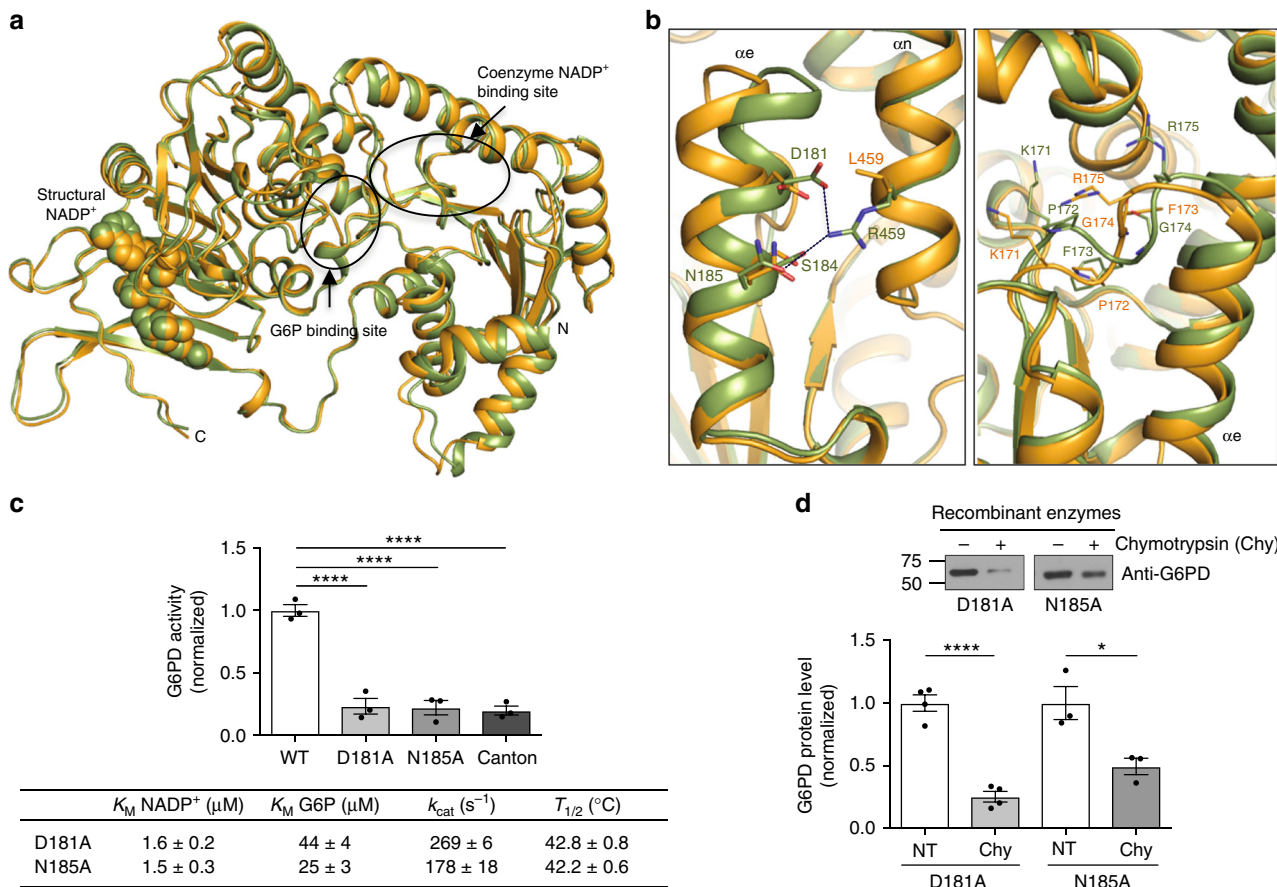 a
Coenzyme NADP⁺
binding site
Structural
NADP⁺
G6P binding site
N
C
b
αe
αn
D181
L459
R459
S184
N185
R175
K171
R175
P172
F173
G174
G174
F173
K171
P172
αe
c
G6PD activity
(normalized)
1.5
1.0
0.5
0.0
****
****
****
WT D181A N185A Canton
K_M NADP⁺ (μM) K_M G6P (μM) k_cat (s⁻¹) T_1/2 (°C)
D181A 1.6 ± 0.2 44 ± 4 269 ± 6 42.8 ± 0.8
N185A 1.5 ± 0.3 25 ± 3 178 ± 18 42.2 ± 0.6
d
Recombinant enzymes
– + – + Chymotrypsin (Chy)
75
50
Anti-G6PD
D181A N185A
G6PD protein level
(normalized)
1.5
1.0
0.5
0.0
**** *
NT Chy NT Chy
D181A N185A